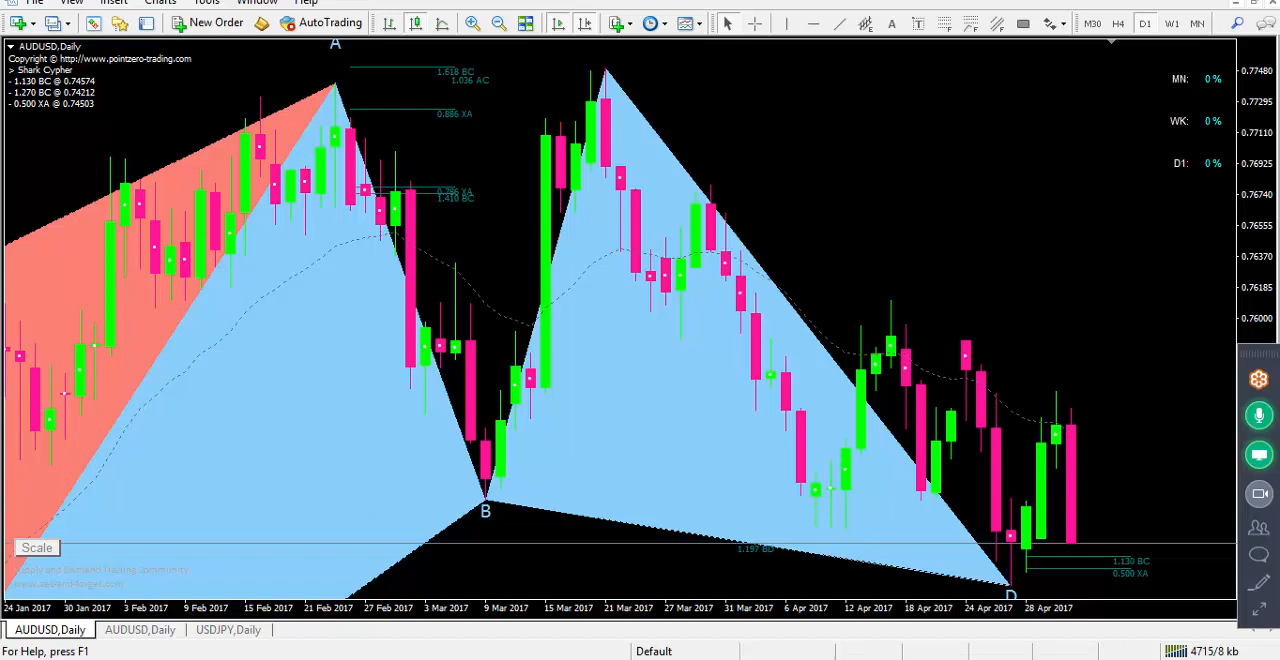 File
View
Insert
Charts
Tools
Window
Help
New Order
AutoTrading
M30 H4 D1 W1 MN
AUDUSD,Daily
Copyright © http://www.pointzero-trading.com
> Shark Cypher
- 1.130 BC @ 0.74574
- 1.270 BC @ 0.74212
- 0.500 XA @ 0.74503
A
1.618 BC
1.036 AC
0.886 XA
1.410 BC
MN: 0 %
WK: 0 %
D1: 0 %
0.77480
0.77295
0.77110
0.76925
0.76740
0.76555
0.76370
0.76185
0.76000
B
1.197 BD
1.130 BC
0.500 XA
D
Scale
Supply and Demand Trading Community
24 Jan 2017 30 Jan 2017 3 Feb 2017 9 Feb 2017 15 Feb 2017 21 Feb 2017 27 Feb 2017 3 Mar 2017 9 Mar 2017 15 Mar 2017 21 Mar 2017 27 Mar 2017 31 Mar 2017 6 Apr 2017 12 Apr 2017 18 Apr 2017 24 Apr 2017 28 Apr 2017
AUDUSD,Daily AUDUSD,Daily USDJPY,Daily
For Help, press F1
Default
4715/8 kb